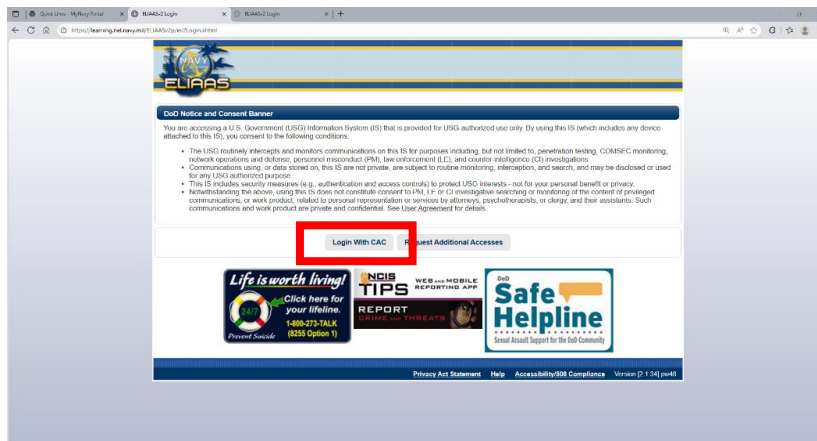 Quick Links - MyNavy Portal
ELIAASv2 Login
ELIAASv2 Login
NAVY
ELIAAS
DoD Notice and Consent Banner
You are accessing a U.S. Government (USG) Information System (IS) that is provided for USG-authorized use only. By using this IS (which includes any device
attached to this IS), you consent to the following conditions:
• The USG routinely intercepts and monitors communications on this IS for purposes including, but not limited to, penetration testing, COMSEC monitoring,
network operations and defense, personnel misconduct (PM), law enforcement (LE), and counter intelligence (CI) investigations.
• Communications using, or data stored on, this IS are not private, are subject to routine monitoring, interception, and search, and may be disclosed or used
for any USG authorized purpose.
• This IS includes security measures (e.g., authentication and access controls) to protect USG interests - not for your personal benefit or privacy.
• Notwithstanding the above, using this IS does not constitute consent to PM, LE or CI investigative searching or monitoring of the content of privileged
communications, or work product, related to personal representation or services by attorneys, psychotherapists, or clergy, and their assistants. Such
communications and work product are private and confidential. See User Agreement for details.
Login With CAC
Request Additional Accesses
Life is worth living!
24/7
Click here for
your lifeline.
1-800-273-TALK
(8255 Option 1)
Prevent Suicide
NCIS
TIPS
WEB AND MOBILE
REPORTING APP
REPORT
CRIME AND THREATS
DoD
Safe
Helpline
Sexual Assault Support for the DoD Community
Privacy Act Statement Help Accessibility/508 Compliance Version [2.1.34] pw48